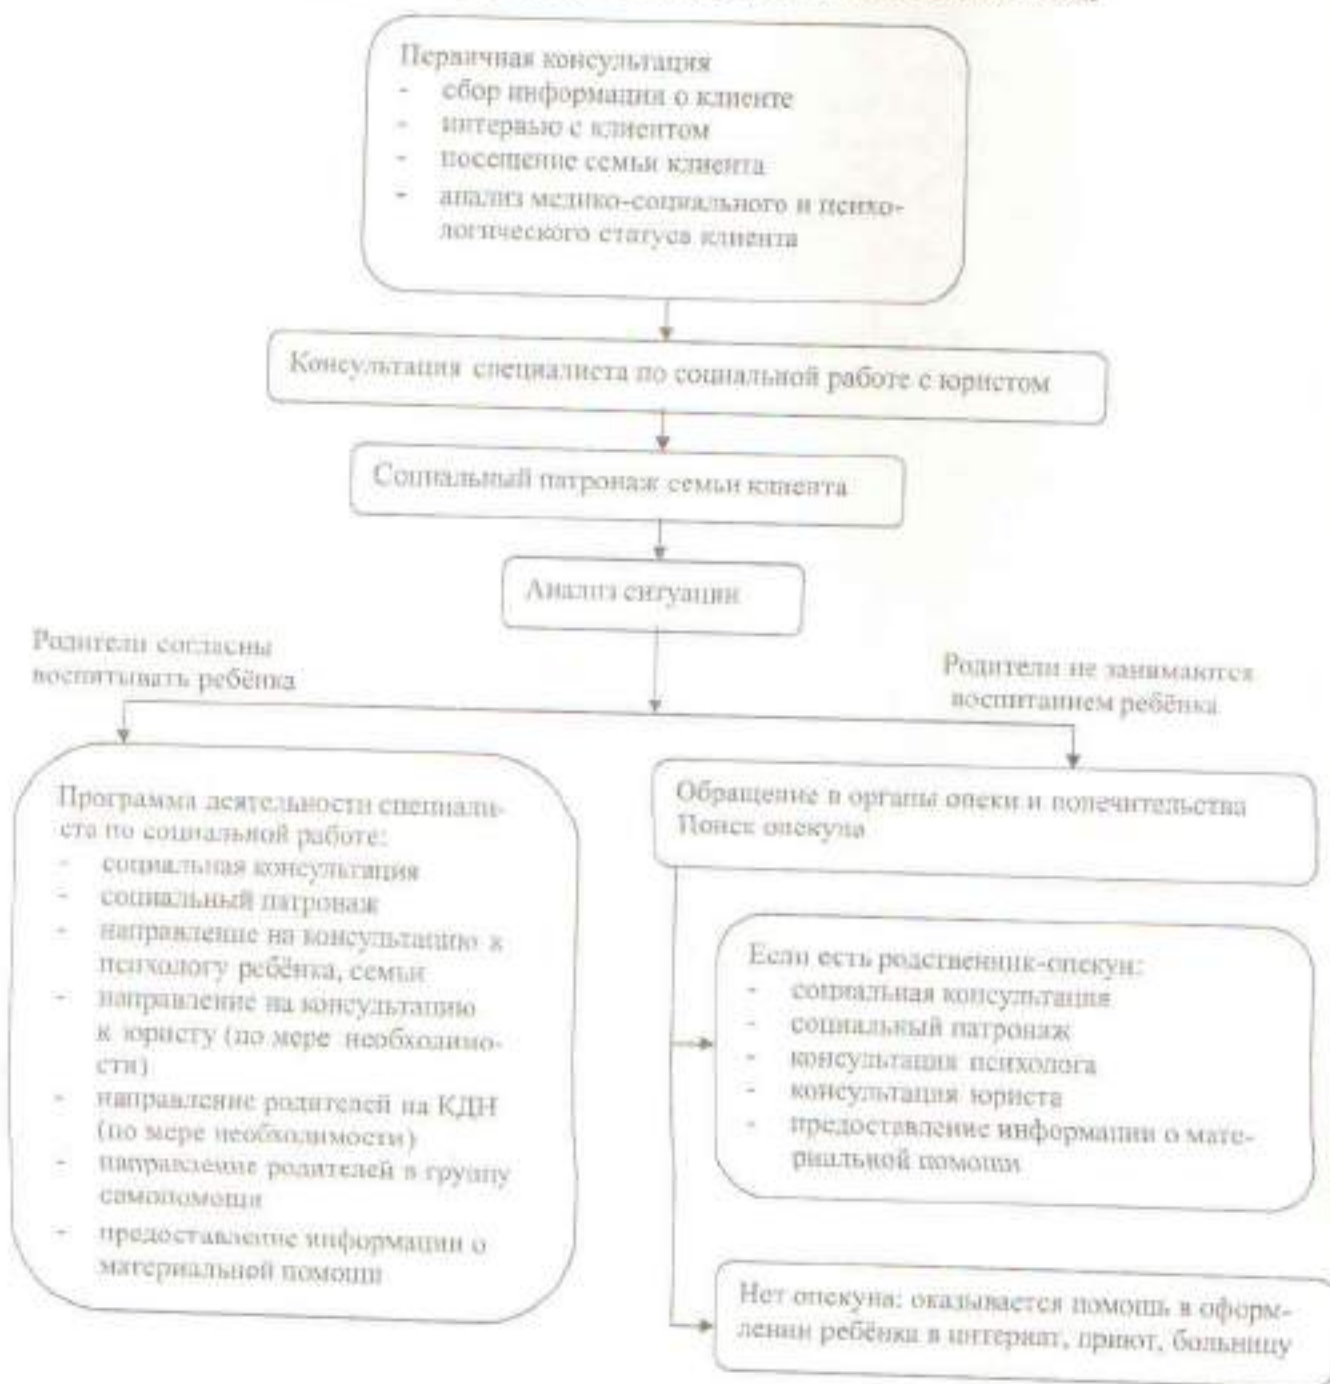 Первичная консультация
- сбор информации о клиенте
- интервью с клиентом
- посещение семьи клиента
- анализ медико-социального и психо-
логического статуса клиента
Консультация специалиста по социальной работе с юристом
Социальный патронаж семьи клиента
Анализ ситуации
Родители согласны
воспитывать ребёнка
Родители не занимаются
воспитанием ребёнка
Программа деятельности специали-
ста по социальной работе:
- социальная консультация
- социальный патронаж
- направление на консультацию к
психологу ребёнка, семьи
- направление на консультацию
к юристу (по мере необходимо-
сти)
- направление родителей на КДН
(по мере необходимости)
- направление родителей в группу
самопомощи
- предоставление информации о
материальной помощи
Обращение в органы опеки и попечительства
Поиск опекуна
Если есть родственник-опекун:
- социальная консультация
- социальный патронаж
- консультация психолога
- консультация юриста
- предоставление информации о мате-
риальной помощи
Нет опекуна: оказывается помощь в оформ-
лении ребёнка в интернат, приют, больницу